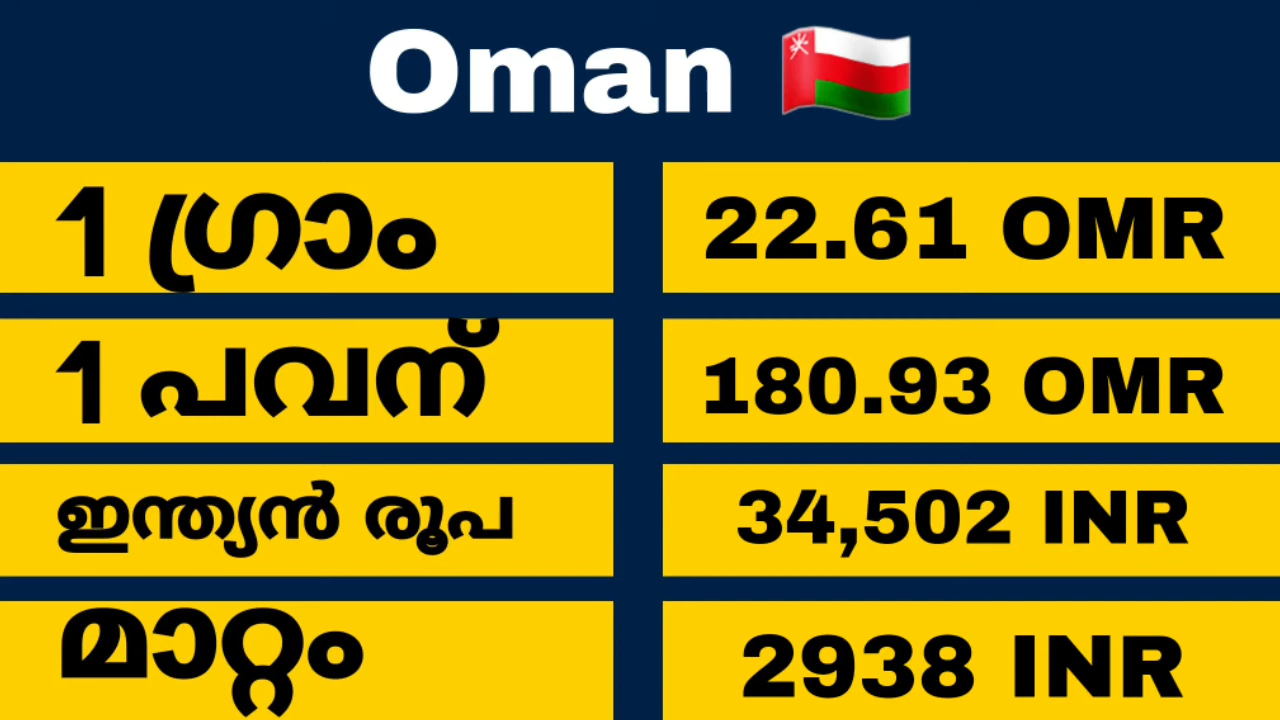 Oman 🇴🇲
1 ഗ്രാം
22.61 OMR
1 പവന്
180.93 OMR
ഇന്ത്യൻ രൂപ
34,502 INR
മാറ്റം
2938 INR